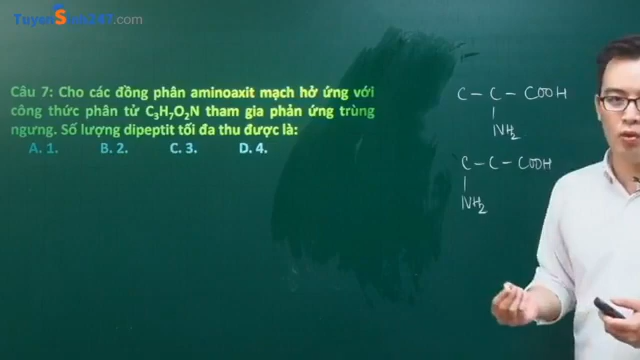 TuyenSinh247.com
Câu 7: Cho các đồng phân aminoaxit mạch hở ứng với
công thức phân tử C₃H₇O₂N tham gia phản ứng trùng
ngưng. Số lượng dipeptit tối đa thu được là:
A. 1. B. 2. C. 3. D. 4.
C - C - COOH
|
NH₂
C - C - COOH
|
NH₂